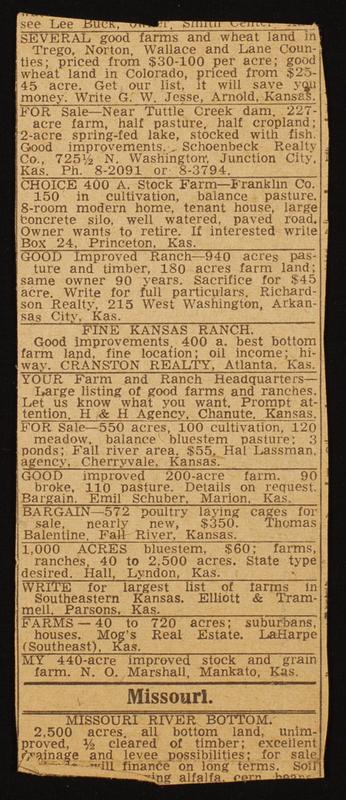 see Lee Buck, owner, Smith Center,
SEVERAL good farms and wheat land in
Trego, Norton, Wallace and Lane Coun-
ties; priced from $30-100 per acre; good
wheat land in Colorado, priced from $25-
45 acre. Get our list, it will save you
money. Write G. W. Jesse, Arnold, Kansas.
FOR Sale—Near Tuttle Creek dam. 227-
acre farm, half pasture, half cropland;
2-acre spring-fed lake, stocked with fish.
Good improvements. Schoenbeck Realty
Co., 725½ N. Washington, Junction City,
Kas. Ph. 8-2091 or 8-3794.
CHOICE 400 A. Stock Farm—Franklin Co.
150 in cultivation, balance pasture.
8-room modern home, tenant house, large
concrete silo, well watered, paved road.
Owner wants to retire. If interested write
Box 24, Princeton, Kas.
GOOD Improved Ranch—940 acres pas-
ture and timber, 180 acres farm land;
same owner 90 years. Sacrifice for $45
acre. Write for full particulars, Richard-
son Realty, 215 West Washington, Arkan-
sas City, Kas.
FINE KANSAS RANCH.
Good improvements, 400 a. best bottom
farm land, fine location; oil income; hi-
way. CRANSTON REALTY, Atlanta, Kas.
YOUR Farm and Ranch Headquarters—
Large listing of good farms and ranches.
Let us know what you want. Prompt at-
tention. H & H Agency, Chanute, Kansas.
FOR Sale—550 acres, 100 cultivation, 120
meadow, balance bluestem pasture; 3
ponds; Fall river area, $55. Hal Lassman,
agency, Cherryvale, Kansas.
GOOD improved 200-acre farm. 90
broke, 110 pasture. Details on request.
Bargain. Emil Schuber, Marion, Kas.
BARGAIN—572 poultry laying cages for
sale, nearly new, $350. Thomas
Balentine, Fall River, Kansas.
1,000 ACRES bluestem, $60; farms,
ranches, 40 to 2,500 acres. State type
desired. Hall, Lyndon, Kas.
WRITE for largest list of farms in
Southeastern Kansas. Elliott & Tram-
mell, Parsons, Kas.
FARMS — 40 to 720 acres; suburbans,
houses. Mog's Real Estate. LaHarpe
(Southeast), Kas.
MY 440-acre improved stock and grain
farm. N. O. Marshall, Mankato, Kas.
Missouri.
MISSOURI RIVER BOTTOM.
2,500 acres, all bottom land, unim-
proved, ½ cleared of timber; excellent
drainage and levee possibilities; for sale
will finance on long terms. Soil
alfalfa, corn, beans